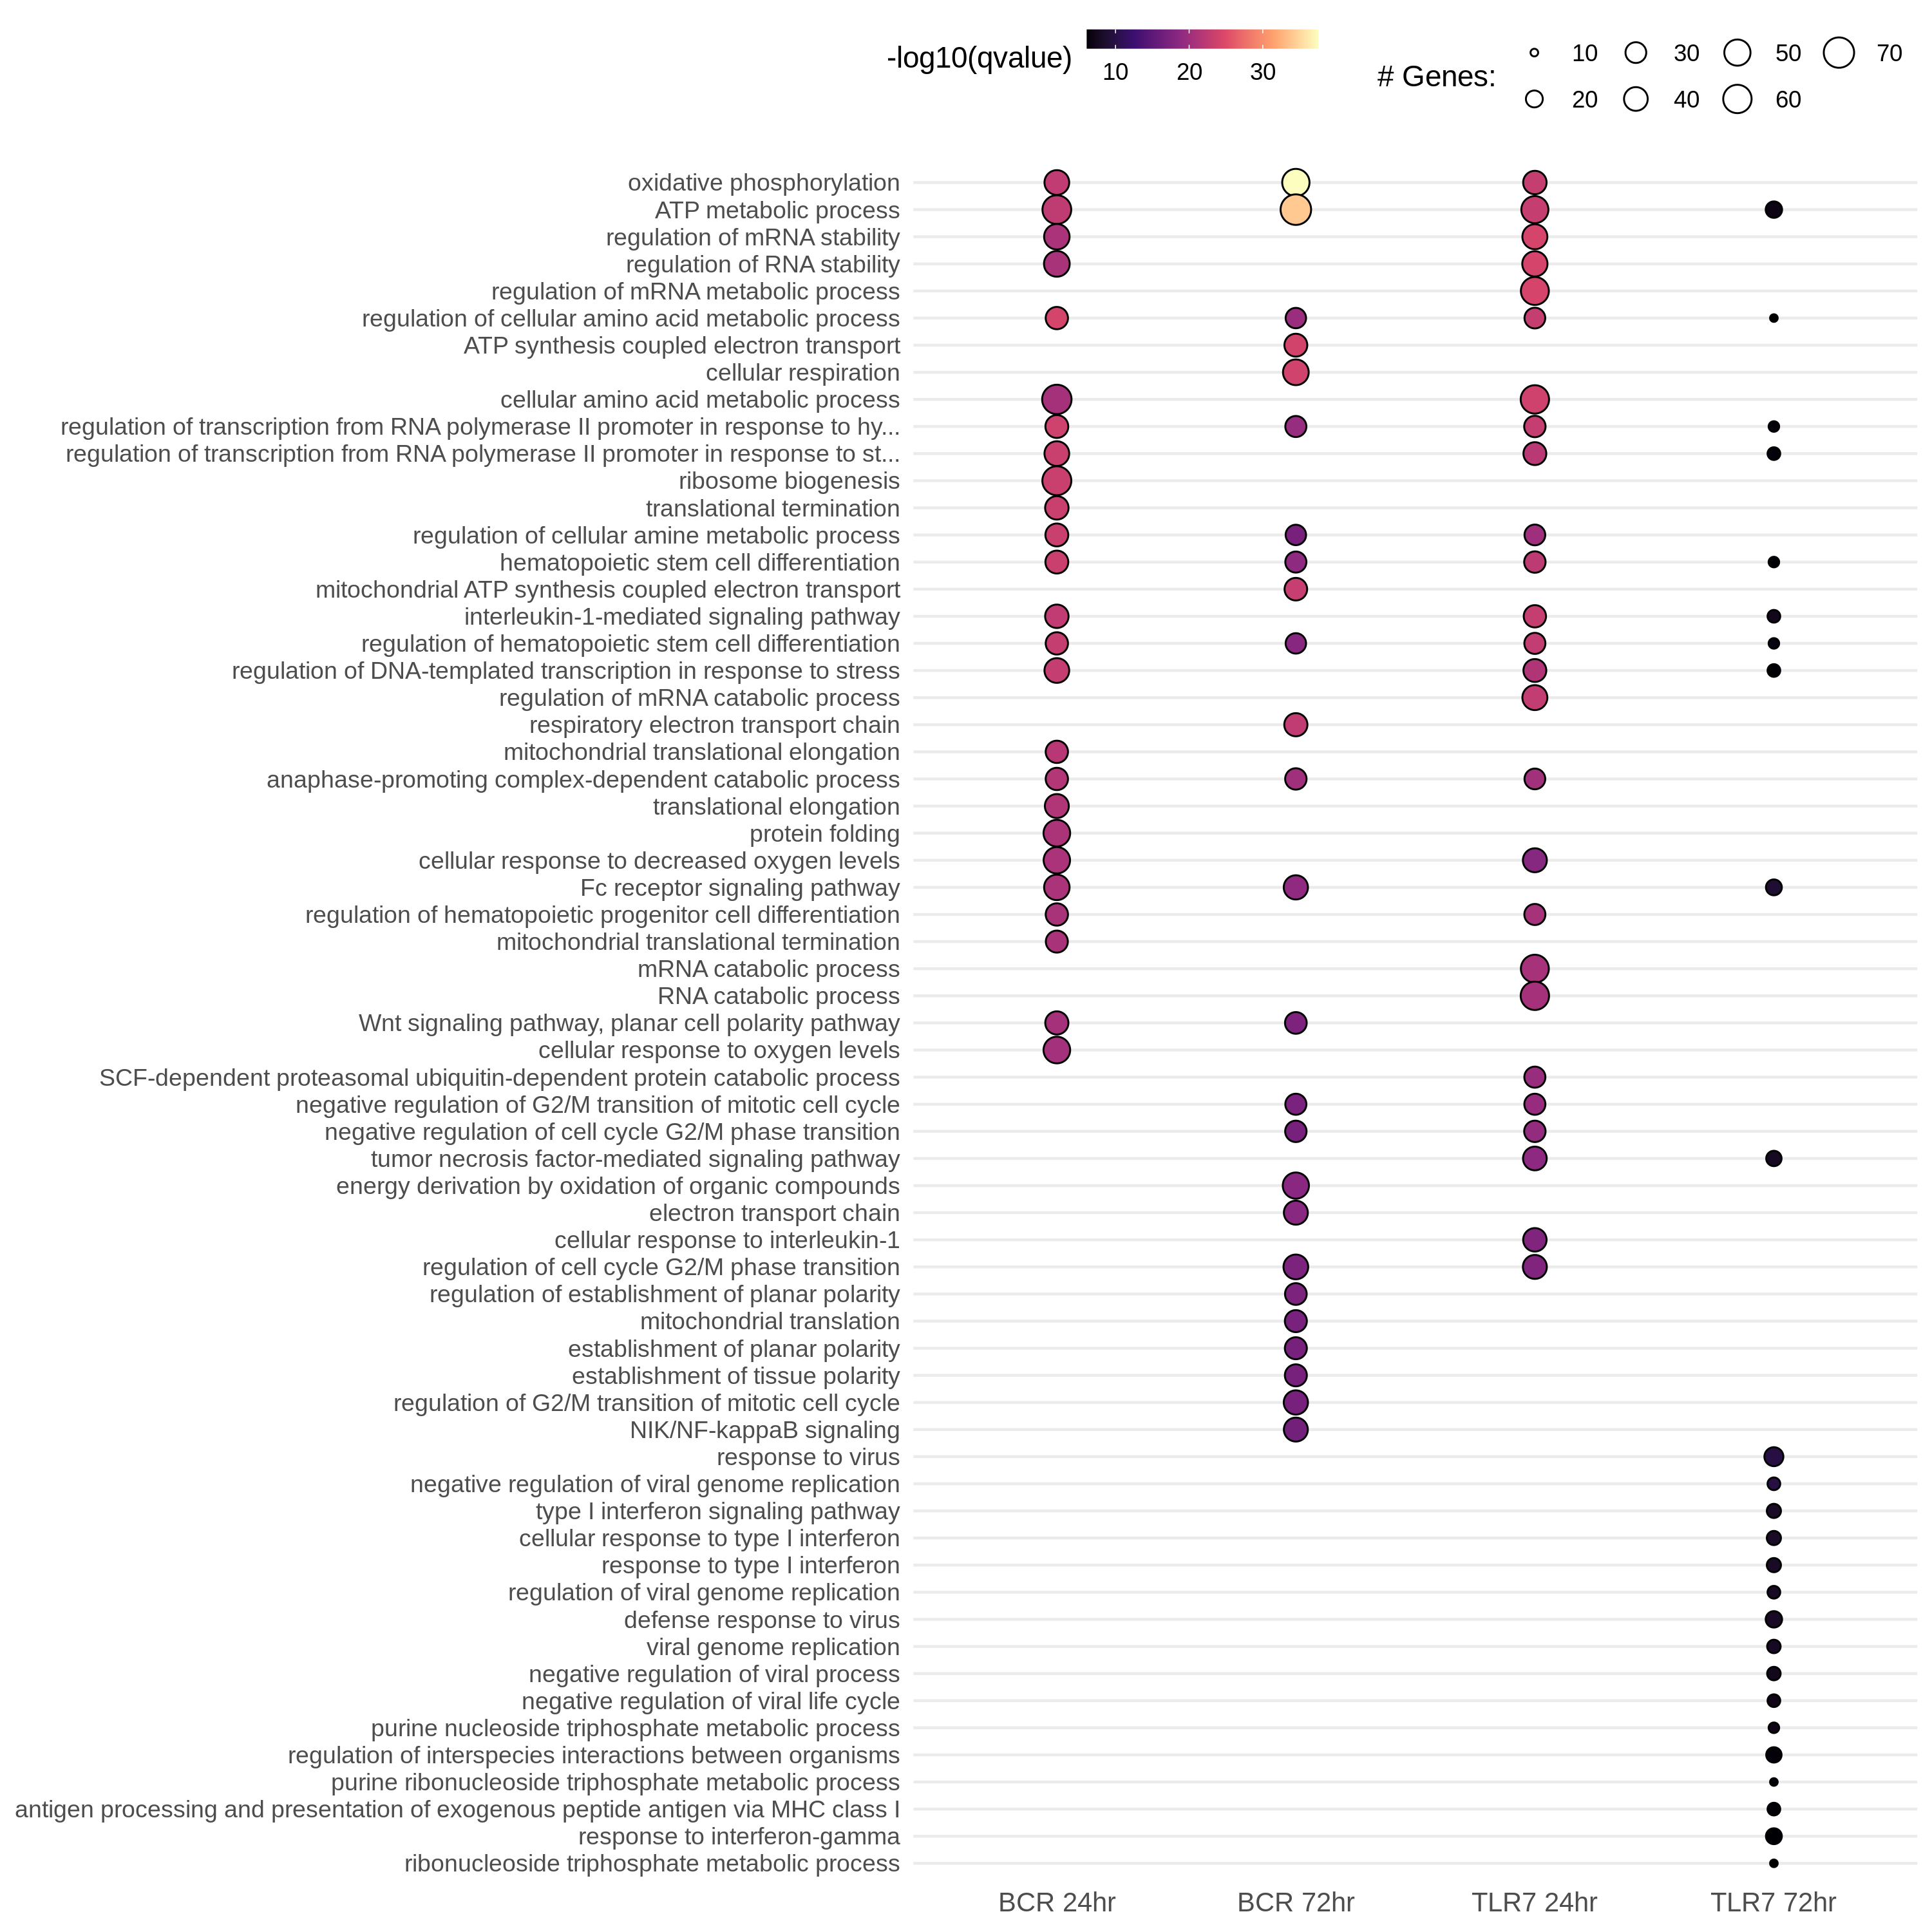 -log10(qvalue)
10 20 30
# Genes:
10 30 50 70
20 40 60
oxidative phosphorylation
ATP metabolic process
regulation of mRNA stability
regulation of RNA stability
regulation of mRNA metabolic process
regulation of cellular amino acid metabolic process
ATP synthesis coupled electron transport
cellular respiration
cellular amino acid metabolic process
regulation of transcription from RNA polymerase II promoter in response to hy...
regulation of transcription from RNA polymerase II promoter in response to st...
ribosome biogenesis
translational termination
regulation of cellular amine metabolic process
hematopoietic stem cell differentiation
mitochondrial ATP synthesis coupled electron transport
interleukin-1-mediated signaling pathway
regulation of hematopoietic stem cell differentiation
regulation of DNA-templated transcription in response to stress
regulation of mRNA catabolic process
respiratory electron transport chain
mitochondrial translational elongation
anaphase-promoting complex-dependent catabolic process
translational elongation
protein folding
cellular response to decreased oxygen levels
Fc receptor signaling pathway
regulation of hematopoietic progenitor cell differentiation
mitochondrial translational termination
mRNA catabolic process
RNA catabolic process
Wnt signaling pathway, planar cell polarity pathway
cellular response to oxygen levels
SCF-dependent proteasomal ubiquitin-dependent protein catabolic process
negative regulation of G2/M transition of mitotic cell cycle
negative regulation of cell cycle G2/M phase transition
tumor necrosis factor-mediated signaling pathway
energy derivation by oxidation of organic compounds
electron transport chain
cellular response to interleukin-1
regulation of cell cycle G2/M phase transition
regulation of establishment of planar polarity
mitochondrial translation
establishment of planar polarity
establishment of tissue polarity
regulation of G2/M transition of mitotic cell cycle
NIK/NF-kappaB signaling
response to virus
negative regulation of viral genome replication
type I interferon signaling pathway
cellular response to type I interferon
response to type I interferon
regulation of viral genome replication
defense response to virus
viral genome replication
negative regulation of viral process
negative regulation of viral life cycle
purine nucleoside triphosphate metabolic process
regulation of interspecies interactions between organisms
purine ribonucleoside triphosphate metabolic process
antigen processing and presentation of exogenous peptide antigen via MHC class I
response to interferon-gamma
ribonucleoside triphosphate metabolic process
BCR 24hr BCR 72hr TLR7 24hr TLR7 72hr